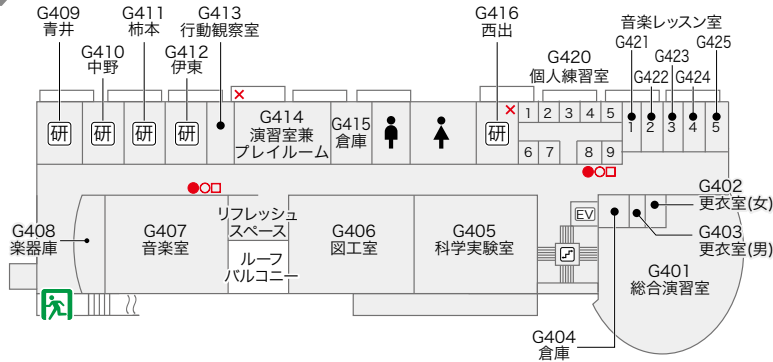 G409
青井
G410
中野
G411
柿本
G412
伊東
G413
行動観察室
G416
西出
G420
個人練習室
音楽レッスン室
G421
G422
G423
G424
G425
研
研
研
研
G414
演習室兼
プレイルーム
G415
倉庫
研
1 2 3 4 5
6 7 8 9
1 2 3 4 5
G408
楽器庫
G407
音楽室
リフレッシュ
スペース
ルーフ
バルコニー
G406
図工室
G405
科学実験室
EV
G402
更衣室(女)
G403
更衣室(男)
G401
総合演習室
G404
倉庫